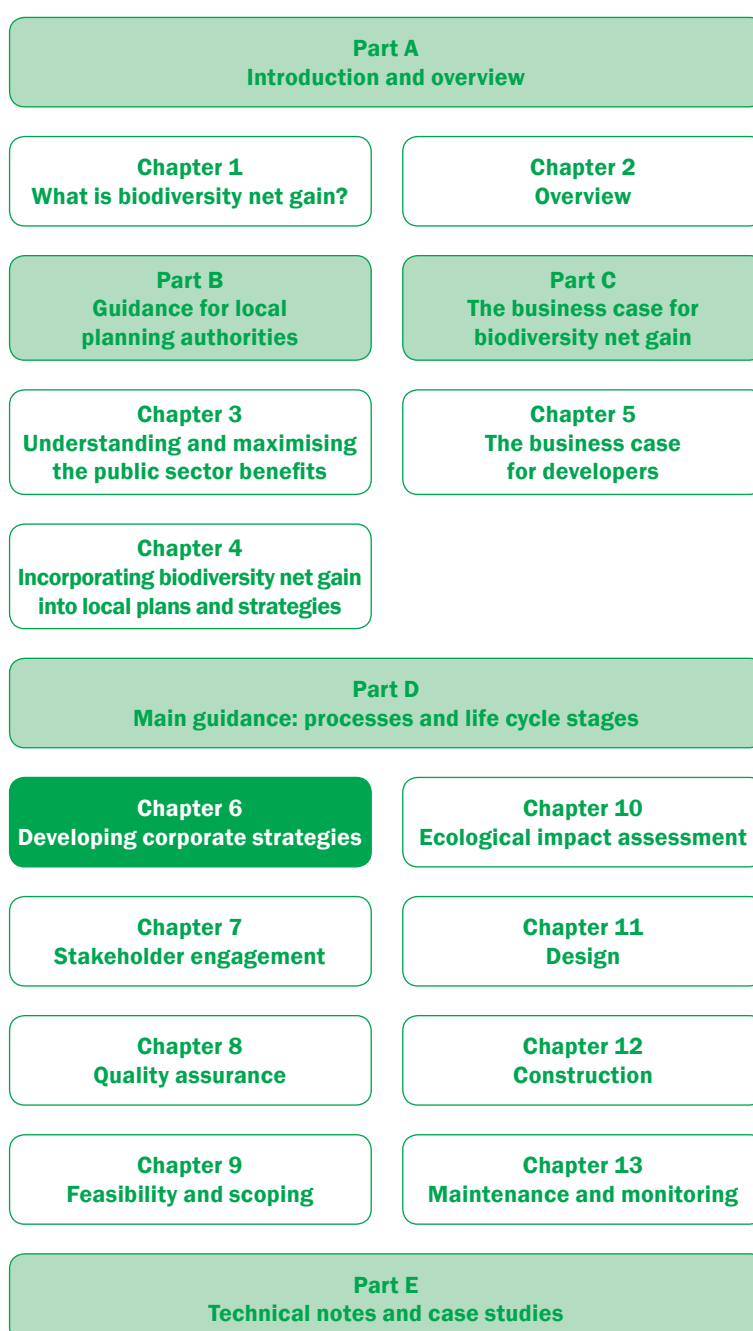 Part A
Introduction and overview
Chapter 1
What is biodiversity net gain?
Chapter 2
Overview
Part B
Guidance for local
planning authorities
Part C
The business case for
biodiversity net gain
Chapter 3
Understanding and maximising
the public sector benefits
Chapter 5
The business case
for developers
Chapter 4
Incorporating biodiversity net gain
into local plans and strategies
Part D
Main guidance: processes and life cycle stages
Chapter 6
Developing corporate strategies
Chapter 10
Ecological impact assessment
Chapter 7
Stakeholder engagement
Chapter 11
Design
Chapter 8
Quality assurance
Chapter 12
Construction
Chapter 9
Feasibility and scoping
Chapter 13
Maintenance and monitoring
Part E
Technical notes and case studies